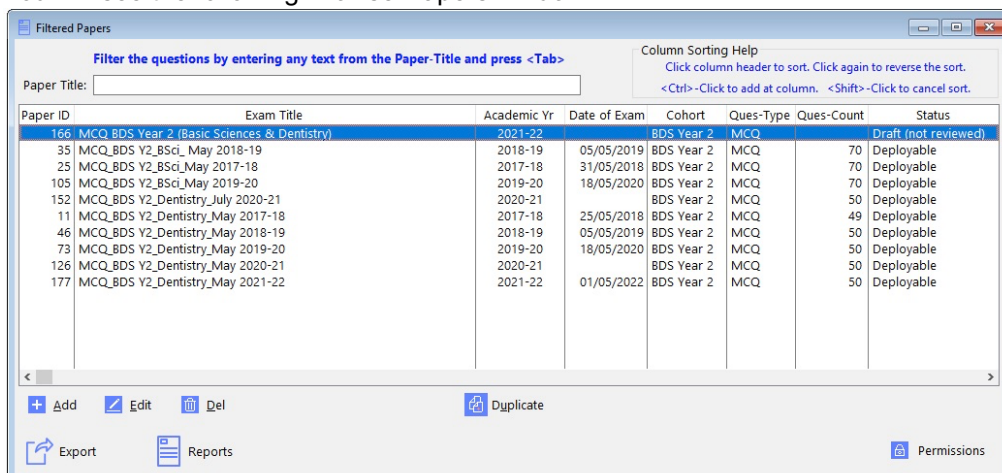 Filtered Papers
Filter the questions by entering any text from the Paper-Title and press <Tab>
Column Sorting Help
Click column header to sort. Click again to reverse the sort.
<Ctrl>-Click to add at column. <Shift>-Click to cancel sort.
Paper Title:
Paper ID Exam Title Academic Yr Date of Exam Cohort Ques-Type Ques-Count Status
166 MCQ BDS Year 2 (Basic Sciences & Dentistry) 2021-22 BDS Year 2 MCQ Draft (not reviewed)
35 MCQ_BDS Y2_BSci_ May 2018-19 2018-19 05/05/2019 BDS Year 2 MCQ 70 Deployable
25 MCQ_BDS Y2_BSci_May 2017-18 2017-18 31/05/2018 BDS Year 2 MCQ 70 Deployable
105 MCQ_BDS Y2_BSci_May 2019-20 2019-20 18/05/2020 BDS Year 2 MCQ 70 Deployable
152 MCQ_BDS Y2_Dentistry_July 2020-21 2020-21 BDS Year 2 MCQ 50 Deployable
11 MCQ_BDS Y2_Dentistry_May 2017-18 2017-18 25/05/2018 BDS Year 2 MCQ 49 Deployable
46 MCQ_BDS Y2_Dentistry_May 2018-19 2018-19 05/05/2019 BDS Year 2 MCQ 50 Deployable
73 MCQ_BDS Y2_Dentistry_May 2019-20 2019-20 18/05/2020 BDS Year 2 MCQ 50 Deployable
126 MCQ_BDS Y2_Dentistry_May 2020-21 2020-21 BDS Year 2 MCQ 50 Deployable
177 MCQ_BDS Y2_Dentistry_May 2021-22 2021-22 01/05/2022 BDS Year 2 MCQ 50 Deployable
Add Edit Del Duplicate
Export Reports Permissions